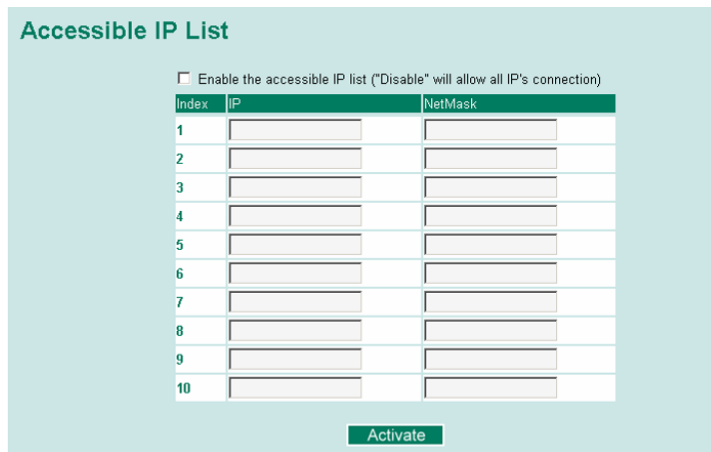 Accessible IP List
Enable the accessible IP list ("Disable" will allow all IP's connection)
Index IP NetMask
1
2
3
4
5
6
7
8
9
10
Activate